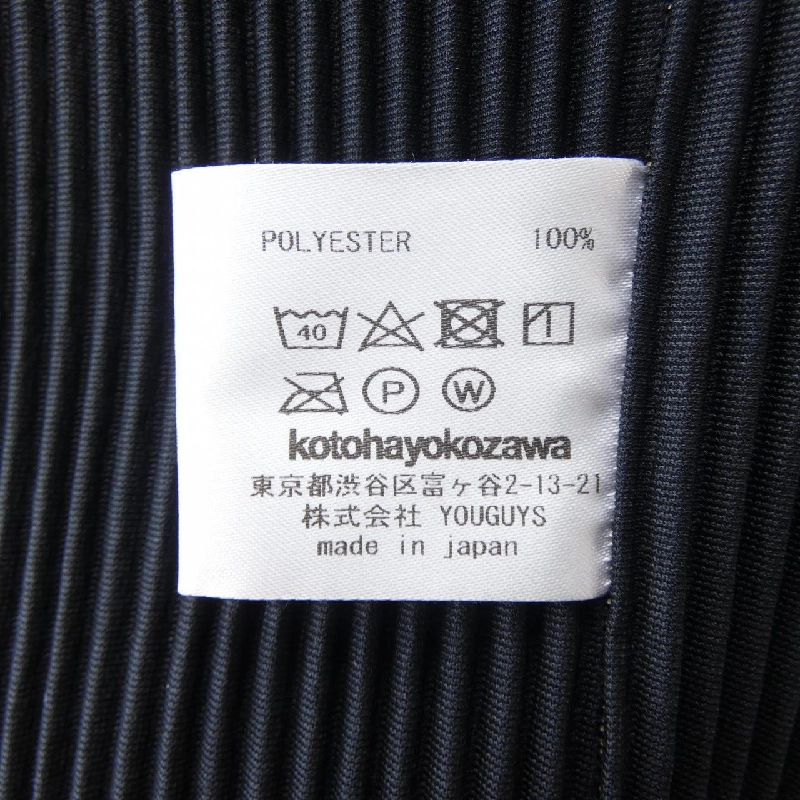 POLYESTER 100%
40
P W
kotohayokozawa
東京都渋谷区富ヶ谷2-13-21
株式会社 YOUGUYS
made in japan